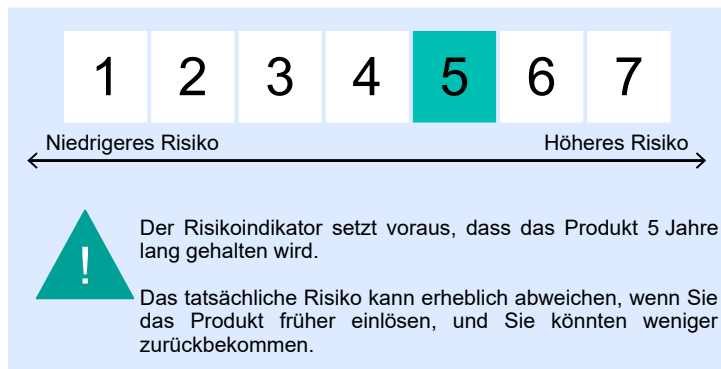 1 2 3 4 5 6 7
Niedrigeres Risiko Höheres Risiko
!
Der Risikoindikator setzt voraus, dass das Produkt 5 Jahre
lang gehalten wird.
Das tatsächliche Risiko kann erheblich abweichen, wenn Sie
das Produkt früher einlösen, und Sie könnten weniger
zurückbekommen.